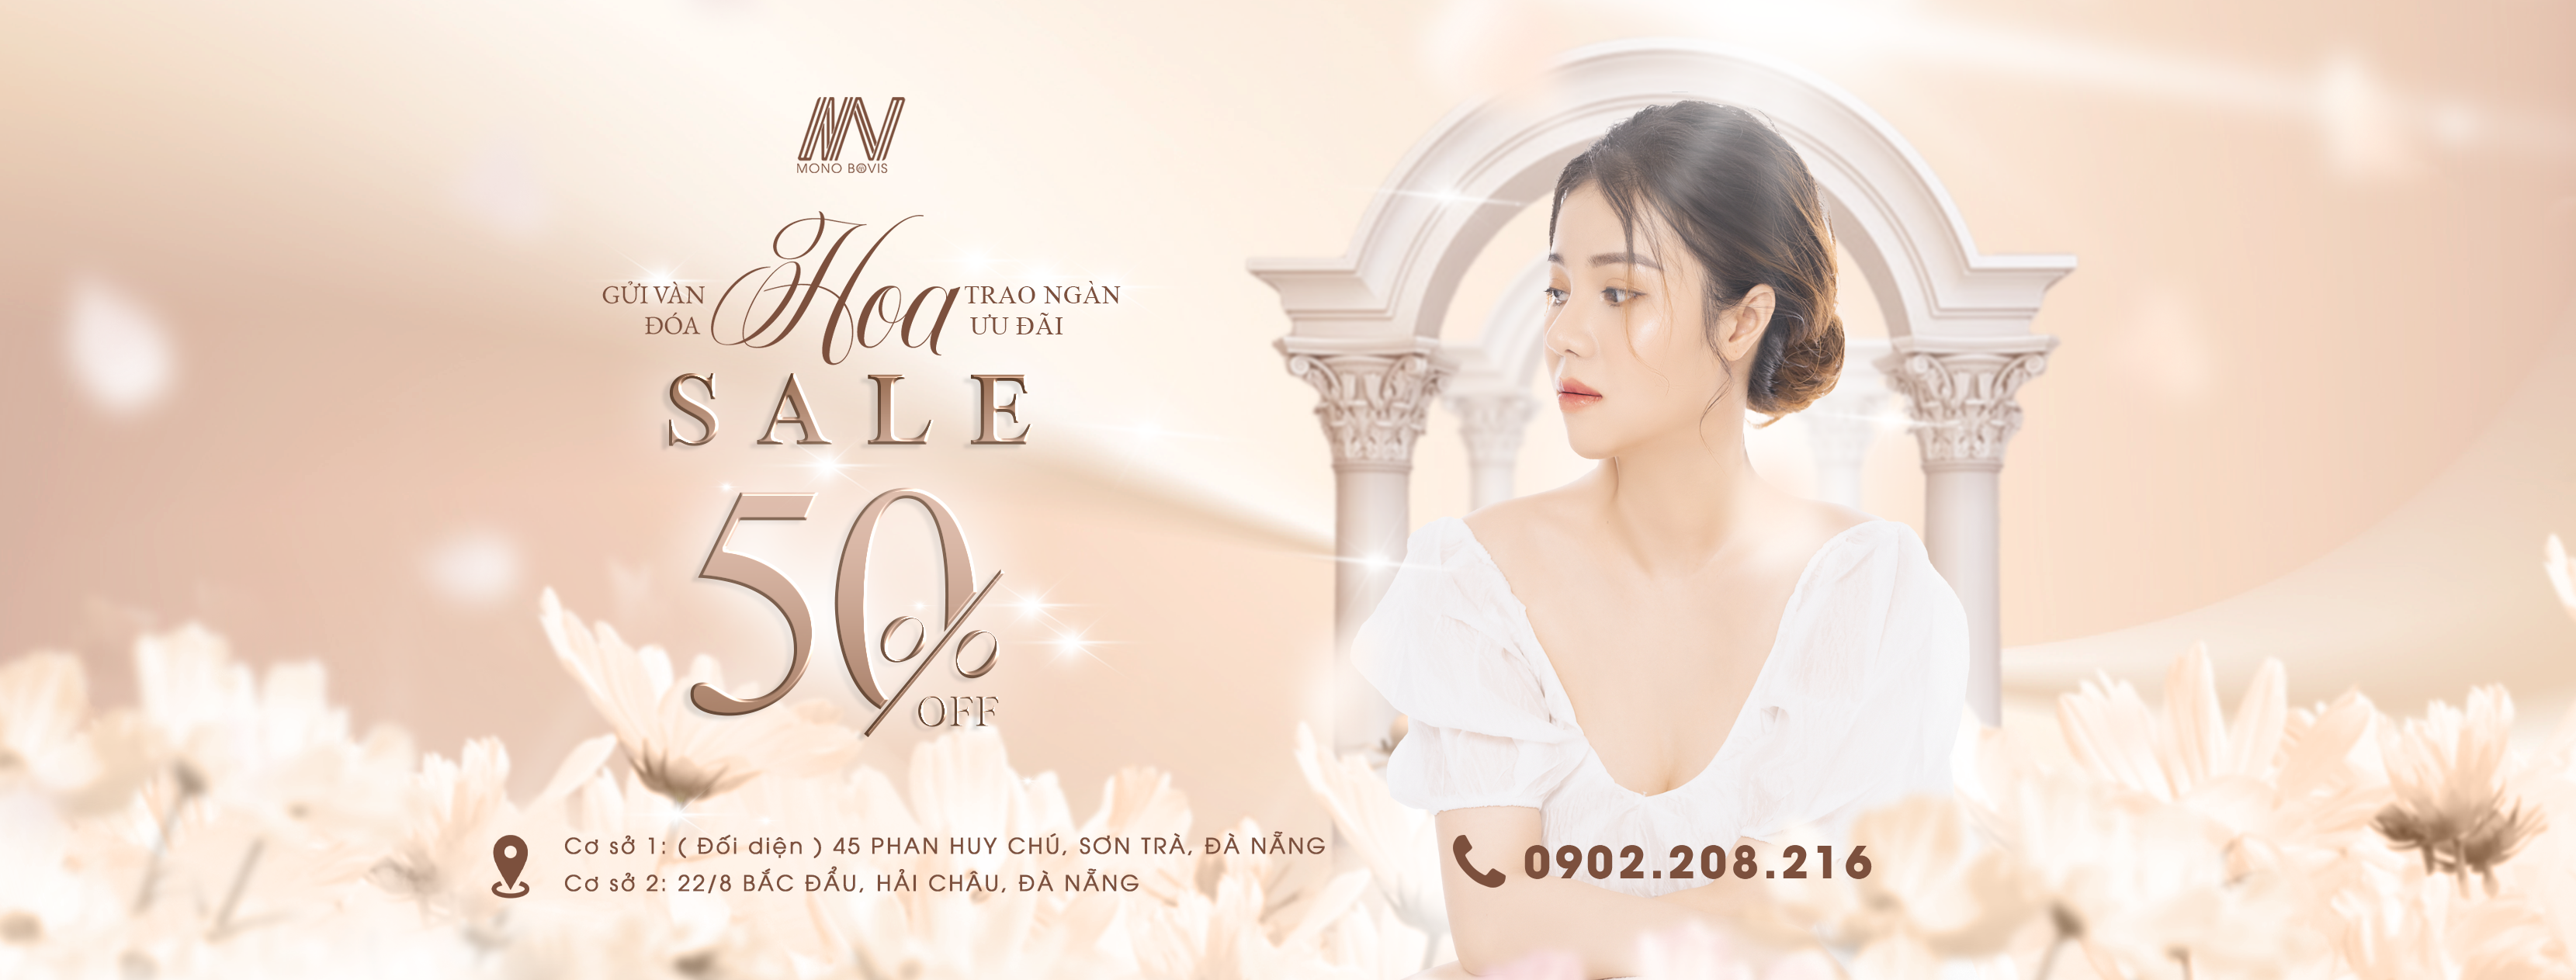 MONO BOVIS
GỬI VÀN ĐÓA Hoa TRAO NGÀN ƯU ĐÃI
SALE
50%
OFF
Cơ sở 1: ( Đối diện ) 45 PHAN HUY CHÚ, SƠN TRÀ, ĐÀ NẴNG
Cơ sở 2: 22/8 BẮC ĐẨU, HẢI CHÂU, ĐÀ NẴNG
0902.208.216